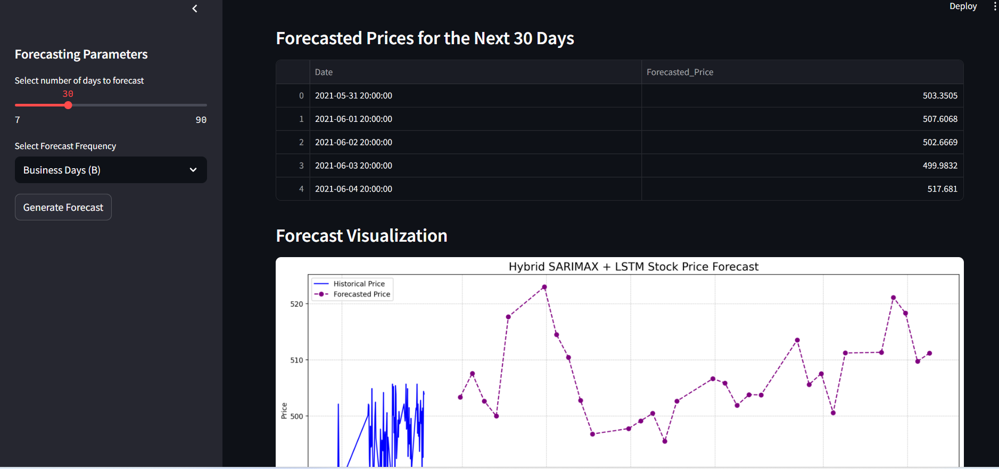 Deploy
Forecasting Parameters
Select number of days to forecast
30
7 90
Select Forecast Frequency
Business Days (B)
Generate Forecast
Forecasted Prices for the Next 30 Days
Date Forecasted_Price
0 2021-05-31 20:00:00 503.3505
1 2021-06-01 20:00:00 507.6068
2 2021-06-02 20:00:00 502.6669
3 2021-06-03 20:00:00 499.9832
4 2021-06-04 20:00:00 517.681
Forecast Visualization
Hybrid SARIMAX + LSTM Stock Price Forecast
Historical Price
Forecasted Price
520
510
500
Price